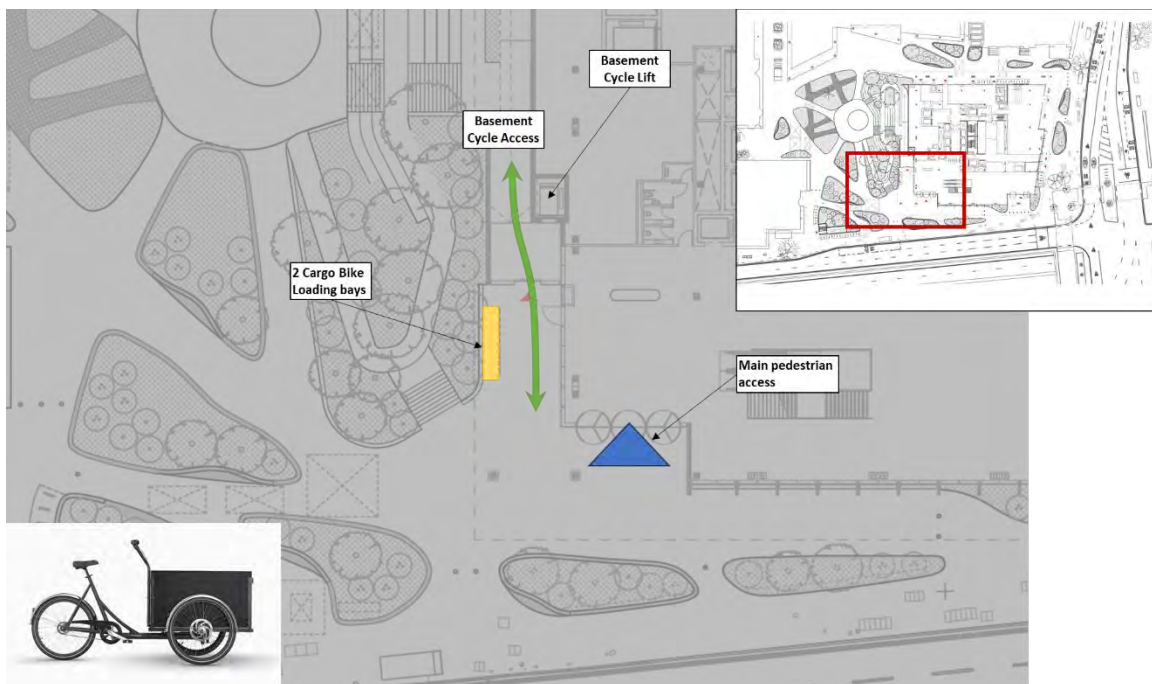 Basement
Cycle Lift
Basement
Cycle Access
2 Cargo Bike
Loading bays
Main pedestrian
access